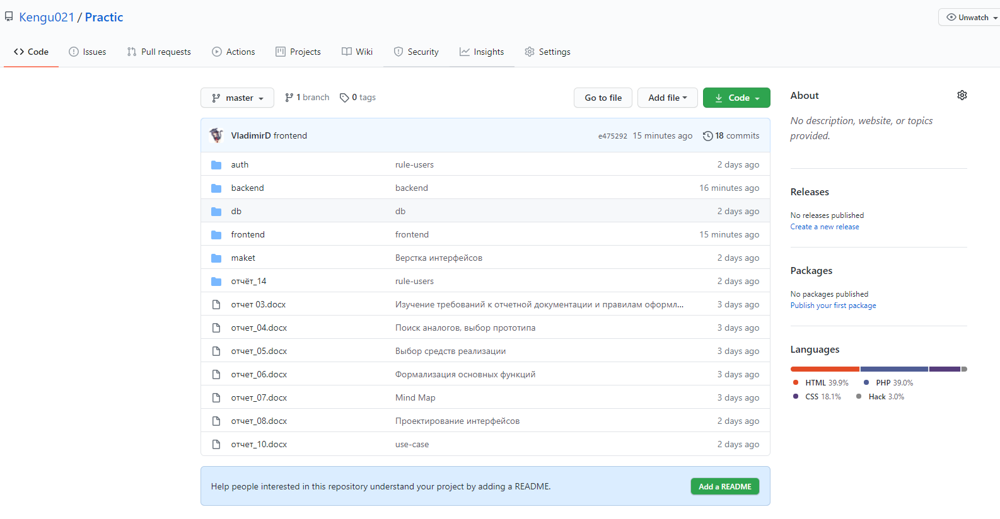 Kengu021 / Practic
Unwatch
Code Issues Pull requests Actions Projects Wiki Security Insights Settings
master 1 branch 0 tags Go to file Add file Code
VladimirD frontend e475292 15 minutes ago 18 commits
auth rule-users 2 days ago
backend backend 16 minutes ago
db db 2 days ago
frontend frontend 15 minutes ago
maket Верстка интерфейсов 2 days ago
отчёт_14 rule-users 2 days ago
отчет 03.docx Изучение требований к отчетной документации и правилам оформл... 3 days ago
отчет_04.docx Поиск аналогов, выбор прототипа 3 days ago
отчет_05.docx Выбор средств реализации 3 days ago
отчет_06.docx Формализация основных функций 3 days ago
отчет_07.docx Mind Map 3 days ago
отчет_08.docx Проектирование интерфейсов 2 days ago
отчет_10.docx use-case 2 days ago
Help people interested in this repository understand your project by adding a README. Add a README
About
No description, website, or topics
provided.
Releases
No releases published
Create a new release
Packages
No packages published
Publish your first package
Languages
HTML 39.9% PHP 39.0%
CSS 18.1% Hack 3.0%